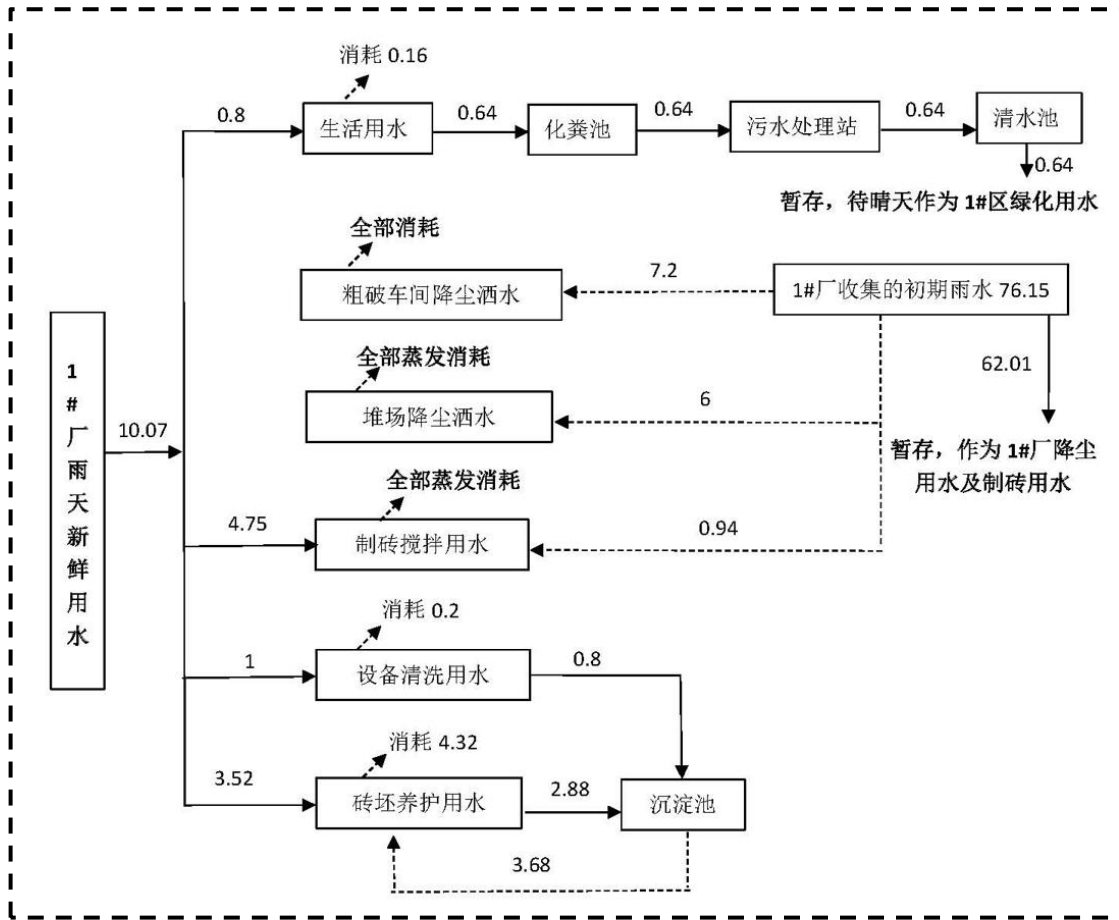 消耗 0.16
0.8
生活用水
0.64
化粪池
0.64
污水处理站
0.64
清水池
0.64
暂存，待晴天作为 1#区绿化用水
全部消耗
粗破车间降尘洒水
7.2
1#厂收集的初期雨水 76.15
全部蒸发消耗
堆场降尘洒水
6
62.01
暂存，作为 1#厂降尘
用水及制砖用水
1#厂雨天新鲜用水
10.07
全部蒸发消耗
4.75
制砖搅拌用水
0.94
消耗 0.2
1
设备清洗用水
0.8
消耗 4.32
3.52
砖坯养护用水
2.88
沉淀池
3.68